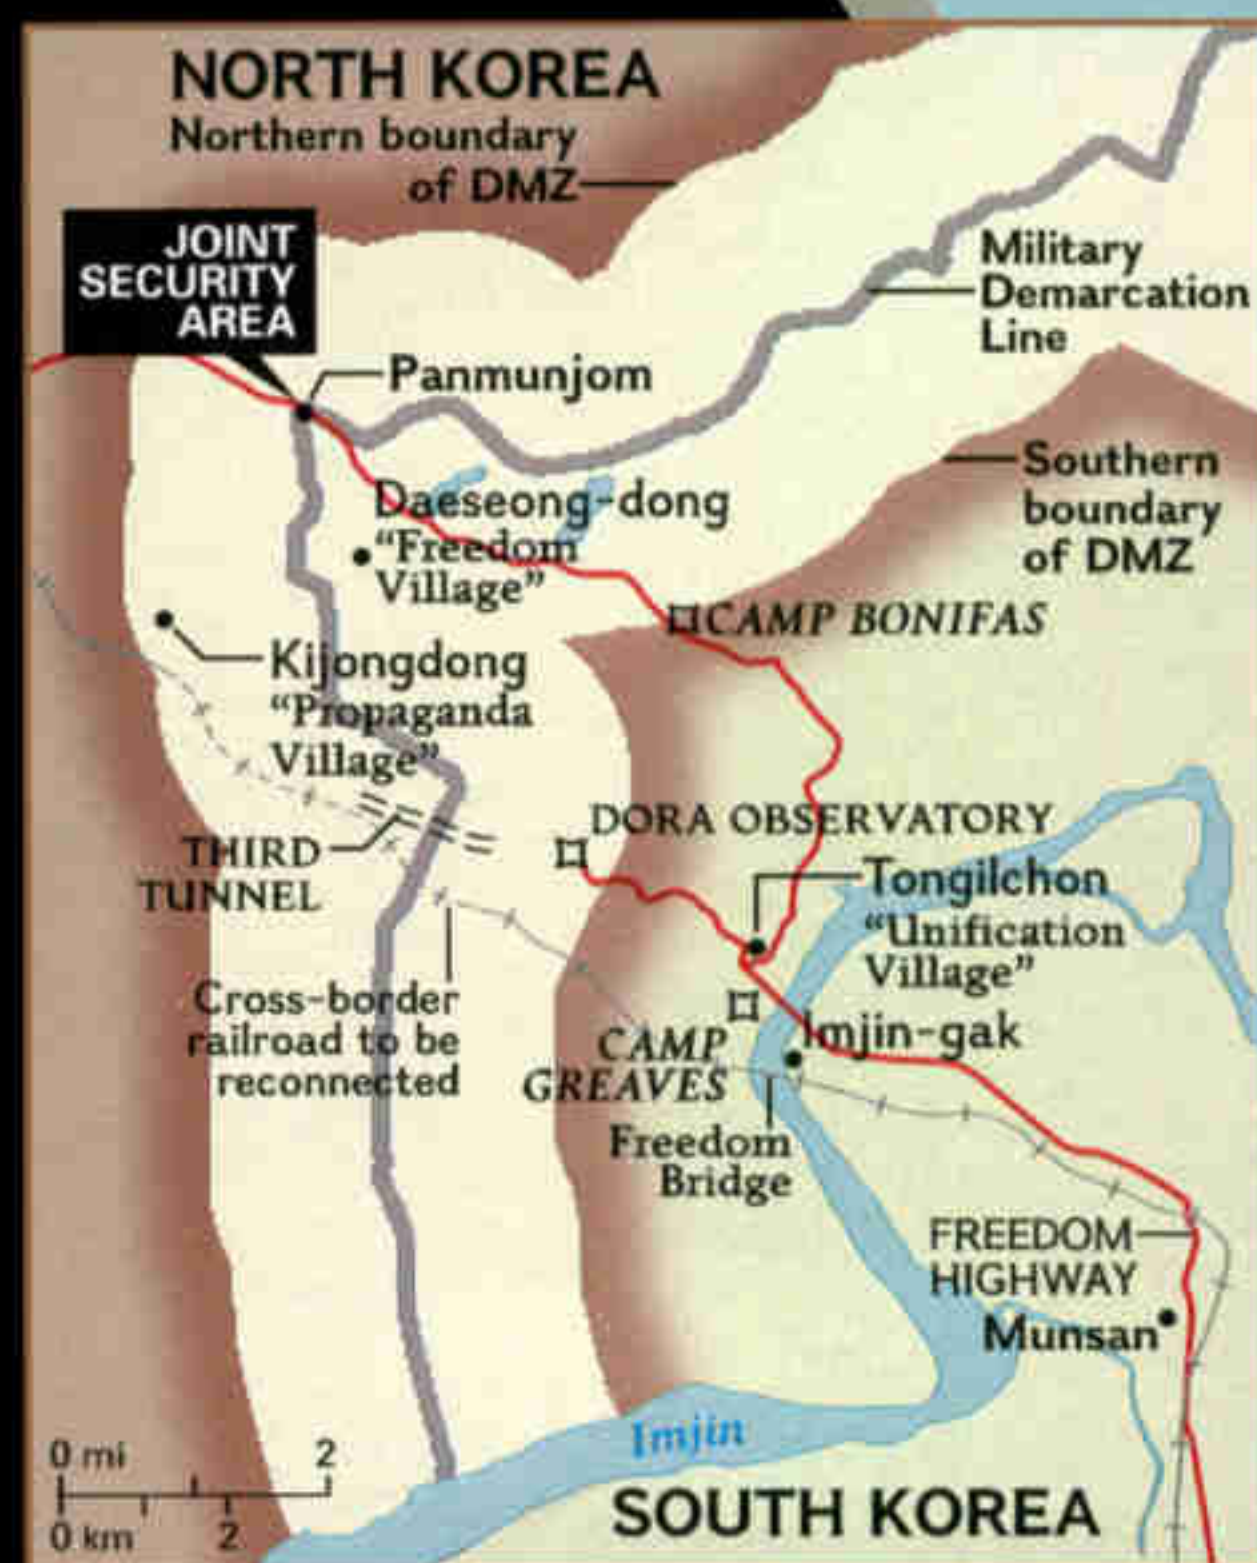 NORTH KOREA
Northern boundary
of DMZ
JOINT
SECURITY
AREA
Military
Demarcation
Line
Panmunjom
Southern
boundary
of DMZ
Daeseong-dong
“Freedom
Village”
CAMP BONIFAS
Kijongdong
“Propaganda
Village”
DORA OBSERVATORY
THIRD
TUNNEL
Tongilchon
“Unification
Village”
Cross-border
railroad to be
reconnected
Imjin-gak
CAMP
GREAVES
Freedom
Bridge
FREEDOM
HIGHWAY
Munsan
Imjin
0 mi 2
0 km 2
SOUTH KOREA